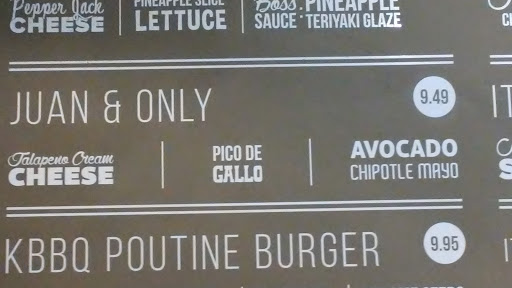 Pepper Jack
CHEESE
PINEAPPLE SLICE
LETTUCE
Boss
SAUCE
PINEAPPLE
TERIYAKI GLAZE
JUAN & ONLY
9.49
Jalapeno Cream
CHEESE
PICO DE
GALLO
AVOCADO
CHIPOTLE MAYO
KBBQ POUTINE BURGER
9.95